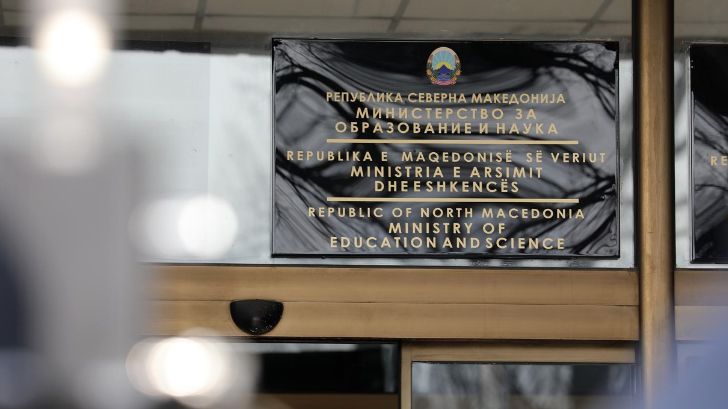 РЕПУБЛИКА СЕВЕРНА МАКЕДОНИЈА
МИНИСТЕРСТВО ЗА
ОБРАЗОВАНИЕ И НАУКА
REPUBLIKA E MAQEDONISË SË VERIUT
MINISTRIA E ARSIMIT
DHE ESHKENCËS
REPUBLIC OF NORTH MACEDONIA
MINISTRY OF
EDUCATION AND SCIENCE